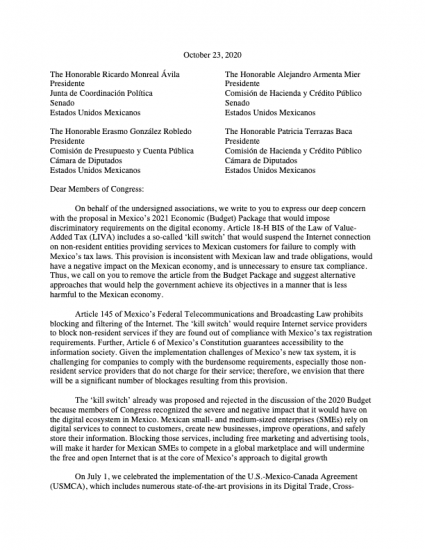 October 23, 2020
The Honorable Ricardo Monreal Ávila
Presidente
Junta de Coordinación Política
Senado
Estados Unidos Mexicanos
The Honorable Alejandro Armenta Mier
Presidente
Comisión de Hacienda y Crédito Público
Senado
Estados Unidos Mexicanos
The Honorable Erasmo González Robledo
Presidente
Comisión de Presupuesto y Cuenta Pública
Cámara de Diputados
Estados Unidos Mexicanos
The Honorable Patricia Terrazas Baca
Presidente
Comisión de Hacienda y Crédito Público
Cámara de Diputados
Estados Unidos Mexicanos
Dear Members of Congress:
On behalf of the undersigned associations, we write to you to express our deep concern
with the proposal in Mexico's 2021 Economic (Budget) Package that would impose
discriminatory requirements on the digital economy. Article 18-H BIS of the Law of Value-
Added Tax (LIVA) includes a so-called 'kill switch' that would suspend the Internet connection
on non-resident entities providing services to Mexican customers for failure to comply with
Mexico's tax laws. This provision is inconsistent with Mexican law and trade obligations, would
have a negative impact on the Mexican economy, and is unnecessary to ensure tax compliance.
Thus, we call on you to remove the article from the Budget Package and suggest alternative
approaches that would help the government achieve its objectives in a manner that is less
harmful to the Mexican economy.
Article 145 of Mexico's Federal Telecommunications and Broadcasting Law prohibits
blocking and filtering of the Internet. The 'kill switch' would require Internet service providers
to block non-resident services if they are found out of compliance with Mexico's tax registration
requirements. Further, Article 6 of Mexico's Constitution guarantees accessibility to the
information society. Given the implementation challenges of Mexico's new tax system, it is
challenging for companies to comply with the burdensome requirements, especially those non-
resident service providers that do not charge for their service; therefore, we envision that there
will be a significant number of blockages resulting from this provision.
The 'kill switch' already was proposed and rejected in the discussion of the 2020 Budget
because members of Congress recognized the severe and negative impact that it would have on
the digital ecosystem in Mexico. Mexican small- and medium-sized enterprises (SMEs) rely on
digital services to connect to customers, create new businesses, improve operations, and safely
store their information. Blocking those services, including free marketing and advertising tools,
will make it harder for Mexican SMEs to compete in a global marketplace and will undermine
the free and open Internet that is at the core of Mexico's approach to digital growth
On July 1, we celebrated the implementation of the U.S.-Mexico-Canada Agreement
(USMCA), which includes numerous state-of-the-art provisions in its Digital Trade, Cross-